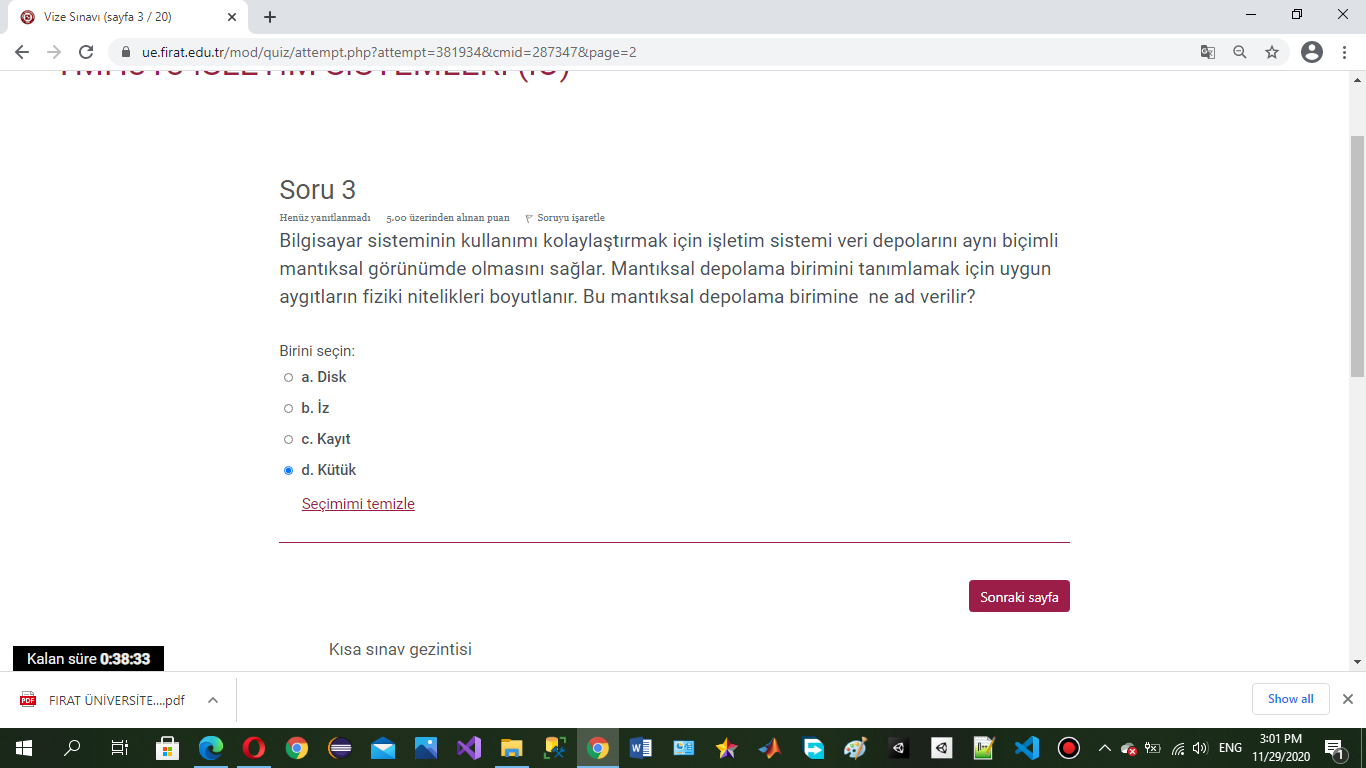 Vize Sınavı (sayfa 3 / 20)
ue.firat.edu.tr/mod/quiz/attempt.php?attempt=381934&cmid=287347&page=2
Soru 3
Henüz yanıtlanmadı 5,00 üzerinden alınan puan Soruyu işaretle
Bilgisayar sisteminin kullanımı kolaylaştırmak için işletim sistemi veri depolarını aynı biçimli
mantıksal görünümde olmasını sağlar. Mantıksal depolama birimini tanımlamak için uygun
aygıtların fiziki nitelikleri boyutlanır. Bu mantıksal depolama birimine ne ad verilir?
Birini seçin:
a. Disk
b. İz
c. Kayıt
d. Kütük
Seçimimi temizle
Sonraki sayfa
Kısa sınav gezintisi
Kalan süre 0:38:33
FIRAT ÜNİVERSİTE....pdf
Show all
ENG
3:01 PM
11/29/2020
1